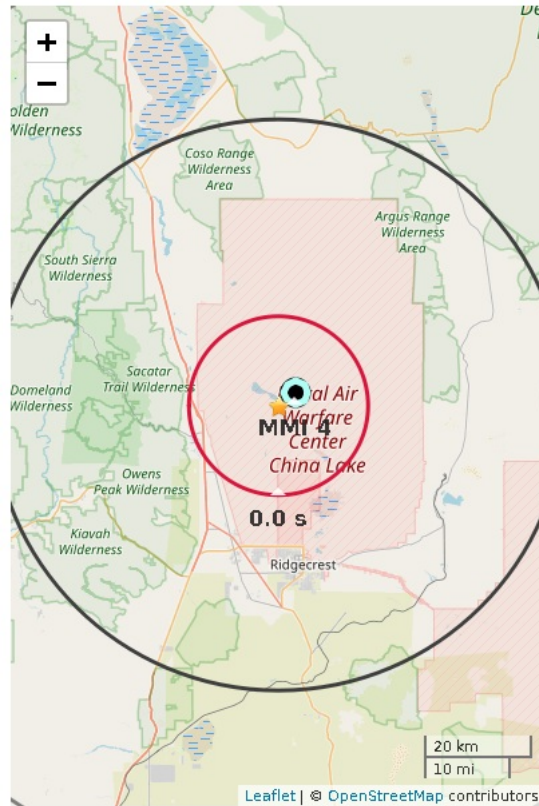 +
De
−
olden
Wilderness
Coso Range
Wilderness
Area
Argus Range
Wilderness
Area
South Sierra
Wilderness
Sacatar
Trail Wilderness
Domeland
Wilderness
al Air
Warfare
MMI 4
Center
China Lake
Owens
Peak Wilderness
0.0 s
Kiavah
Wilderness
Ridgecrest
20 km
10 mi
Leaflet | © OpenStreetMap contributors